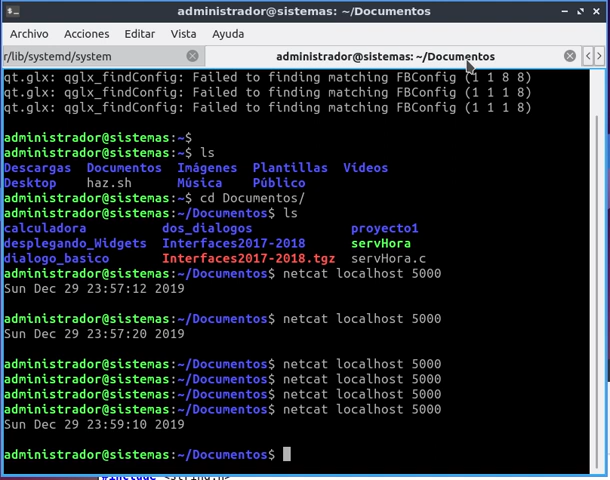 administrador@sistemas: ~/Documentos
Archivo Acciones Editar Vista Ayuda
r/lib/systemd/system administrador@sistemas: ~/Documentos
qt.glx: qglx_findConfig: Failed to finding matching FBConfig (1 1 8 8)
qt.glx: qglx_findConfig: Failed to finding matching FBConfig (1 1 1 8)
qt.glx: qglx_findConfig: Failed to finding matching FBConfig (1 1 1 8)
administrador@sistemas:~$
administrador@sistemas:~$ ls
Descargas Documentos Imágenes Plantillas Vídeos
Desktop haz.sh Música Público
administrador@sistemas:~$ cd Documentos/
administrador@sistemas:~/Documentos$ ls
calculadora dos_dialogos proyecto1
desplegando_Widgets Interfaces2017-2018 servHora
dialogo_basico Interfaces2017-2018.tgz servHora.c
administrador@sistemas:~/Documentos$ netcat localhost 5000
Sun Dec 29 23:57:12 2019
administrador@sistemas:~/Documentos$ netcat localhost 5000
Sun Dec 29 23:57:20 2019
administrador@sistemas:~/Documentos$ netcat localhost 5000
administrador@sistemas:~/Documentos$ netcat localhost 5000
administrador@sistemas:~/Documentos$ netcat localhost 5000
administrador@sistemas:~/Documentos$ netcat localhost 5000
Sun Dec 29 23:59:10 2019
administrador@sistemas:~/Documentos$
#include <string.h>